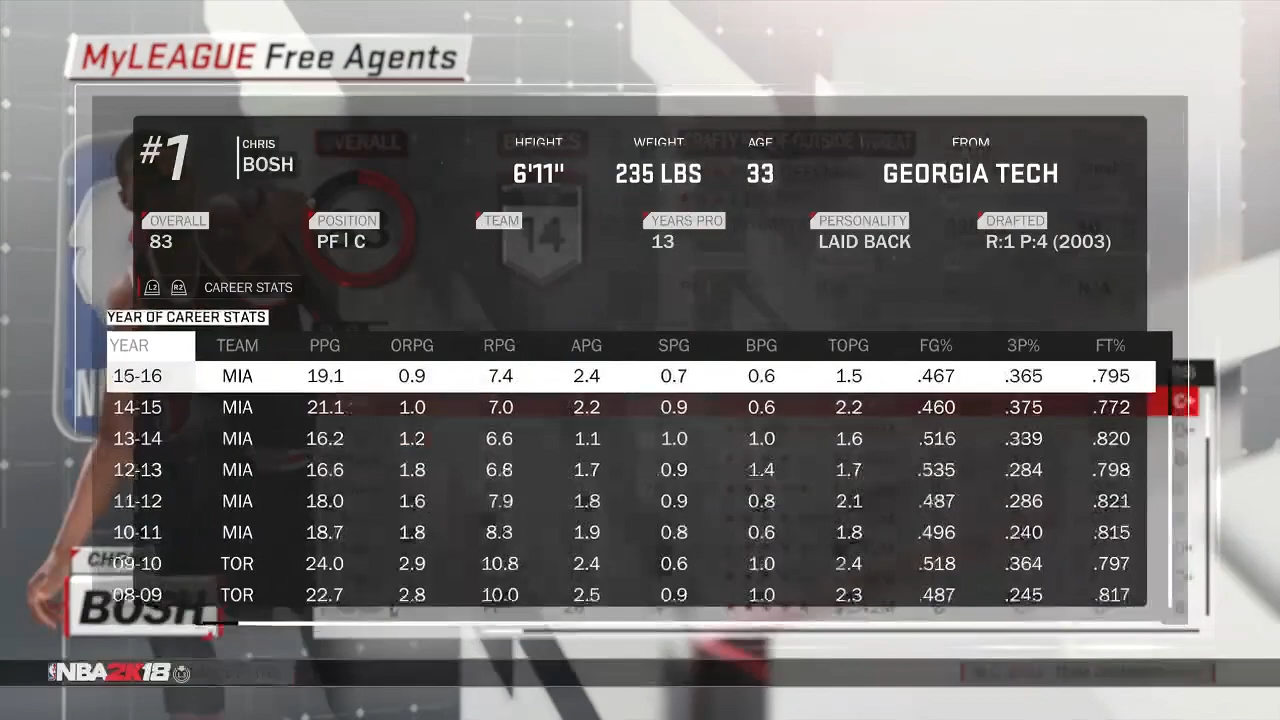 MyLEAGUE Free Agents
#1 CHRIS BOSH
HEIGHT WEIGHT AGE FROM
6'11" 235 LBS 33 GEORGIA TECH
OVERALL POSITION TEAM YEARS PRO PERSONALITY DRAFTED
83 PF | C 13 LAID BACK R:1 P:4 (2003)
L2 R2 CAREER STATS
YEAR OF CAREER STATS
YEAR TEAM PPG ORPG RPG APG SPG BPG TOPG FG% 3P% FT%
15-16 MIA 19.1 0.9 7.4 2.4 0.7 0.6 1.5 .467 .365 .795
14-15 MIA 21.1 1.0 7.0 2.2 0.9 0.6 2.2 .460 .375 .772
13-14 MIA 16.2 1.2 6.6 1.1 1.0 1.0 1.6 .516 .339 .820
12-13 MIA 16.6 1.8 6.8 1.7 0.9 1.4 1.7 .535 .284 .798
11-12 MIA 18.0 1.6 7.9 1.8 0.9 0.8 2.1 .487 .286 .821
10-11 MIA 18.7 1.8 8.3 1.9 0.8 0.6 1.8 .496 .240 .815
09-10 TOR 24.0 2.9 10.8 2.4 0.6 1.0 2.4 .518 .364 .797
08-09 TOR 22.7 2.8 10.0 2.5 0.9 1.0 2.3 .487 .245 .817
BOSH
NBA2K18